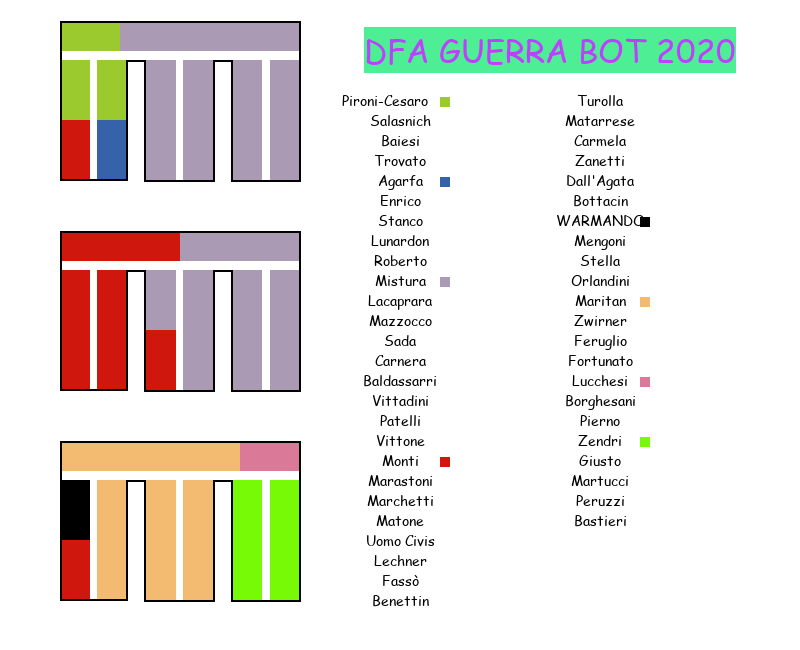 DFA GUERRA BOT 2020
Pironi-Cesaro
Salasnich
Baiesi
Trovato
Agarfa
Enrico
Stanco
Lunardon
Roberto
Mistura
Lacaprara
Mazzocco
Sada
Carnera
Baldassarri
Vittadini
Patelli
Vittone
Monti
Marastoni
Marchetti
Matone
Uomo Civis
Lechner
Fassò
Benettin
Turolla
Matarrese
Carmela
Zanetti
Dall'Agata
Bottacin
WARMANDO
Mengoni
Stella
Orlandini
Maritan
Zwirner
Feruglio
Fortunato
Lucchesi
Borghesani
Pierno
Zendri
Giusto
Martucci
Peruzzi
Bastieri